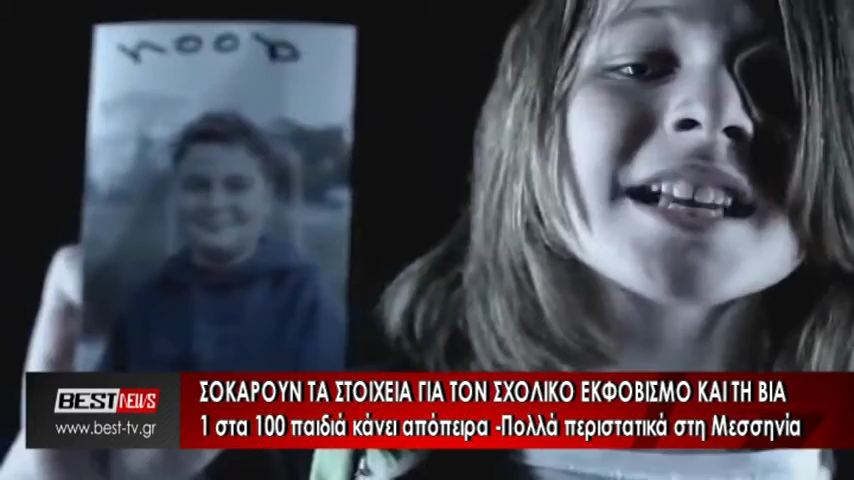 ΣΟΚΑΡΟΥΝ ΤΑ ΣΤΟΙΧΕΙΑ ΓΙΑ ΤΟΝ ΣΧΟΛΙΚΟ ΕΚΦΟΒΙΣΜΟ ΚΑΙ ΤΗ ΒΙΑ
BEST NEWS
1 στα 100 παιδιά κάνει απόπειρα -Πολλά περιστατικά στη Μεσσηνία
www.best-tv.gr